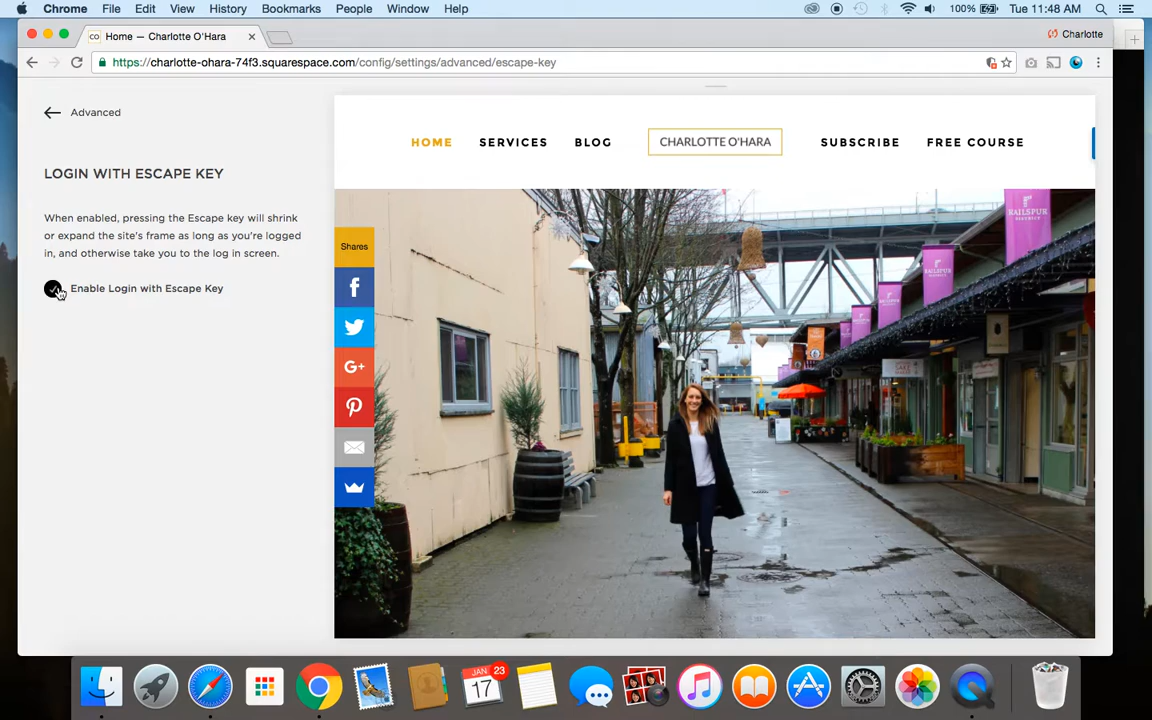 Chrome File Edit View History Bookmarks People Window Help 100% Tue 11:48 AM
Home — Charlotte O'Hara Charlotte
https://charlotte-ohara-74f3.squarespace.com/config/settings/advanced/escape-key
Advanced
LOGIN WITH ESCAPE KEY
When enabled, pressing the Escape key will shrink
or expand the site's frame as long as you're logged
in, and otherwise take you to the log in screen.
Enable Login with Escape Key
HOME SERVICES BLOG CHARLOTTE O'HARA SUBSCRIBE FREE COURSE
Shares
RAILSPUR
DISTRICT
23
17